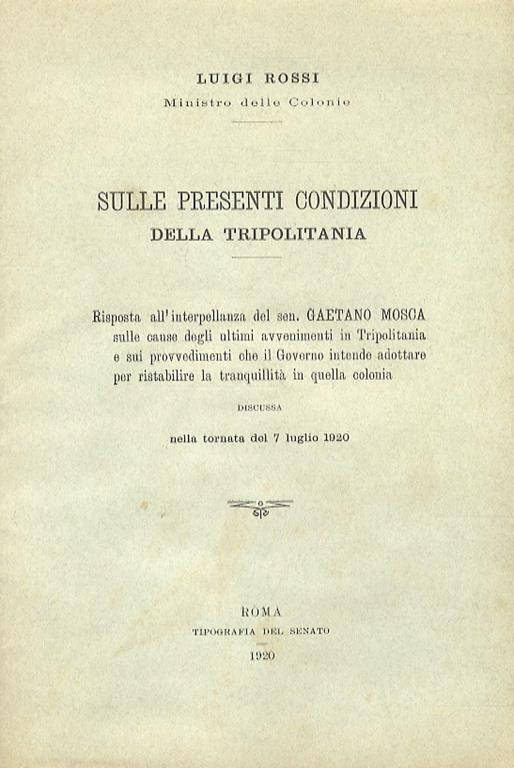 LUIGI ROSSI
Ministro delle Colonie
SULLE PRESENTI CONDIZIONI
DELLA TRIPOLITANIA
Risposta all'interpellanza del sen. GAETANO MOSCA
sulle cause degli ultimi avvenimenti in Tripolitania
e sui provvedimenti che il Governo intende adottare
per ristabilire la tranquillità in quella colonia
DISCUSSA
nella tornata del 7 luglio 1920
ROMA
TIPOGRAFIA DEL SENATO
1920